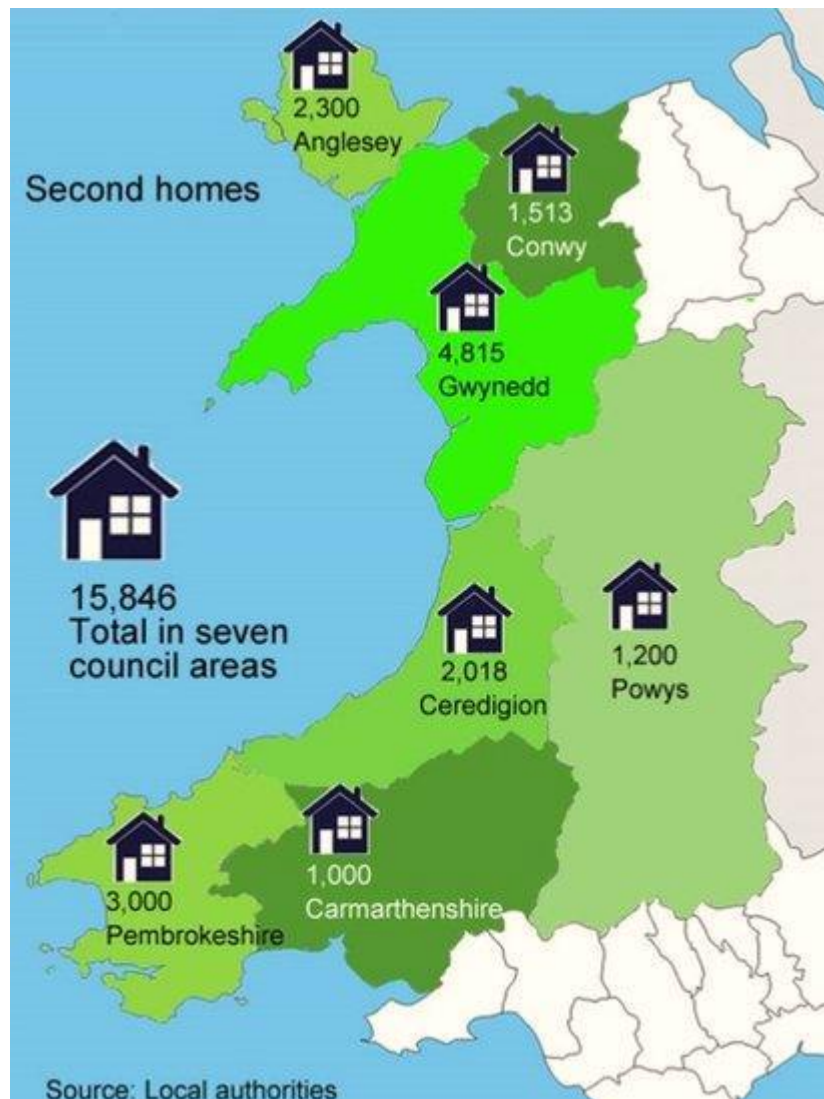 2,300
Anglesey
Second homes
1,513
Conwy
4,815
Gwynedd
15,846
Total in seven
council areas
2,018
Ceredigion
1,200
Powys
3,000
Pembrokeshire
1,000
Carmarthenshire
Source: Local authorities